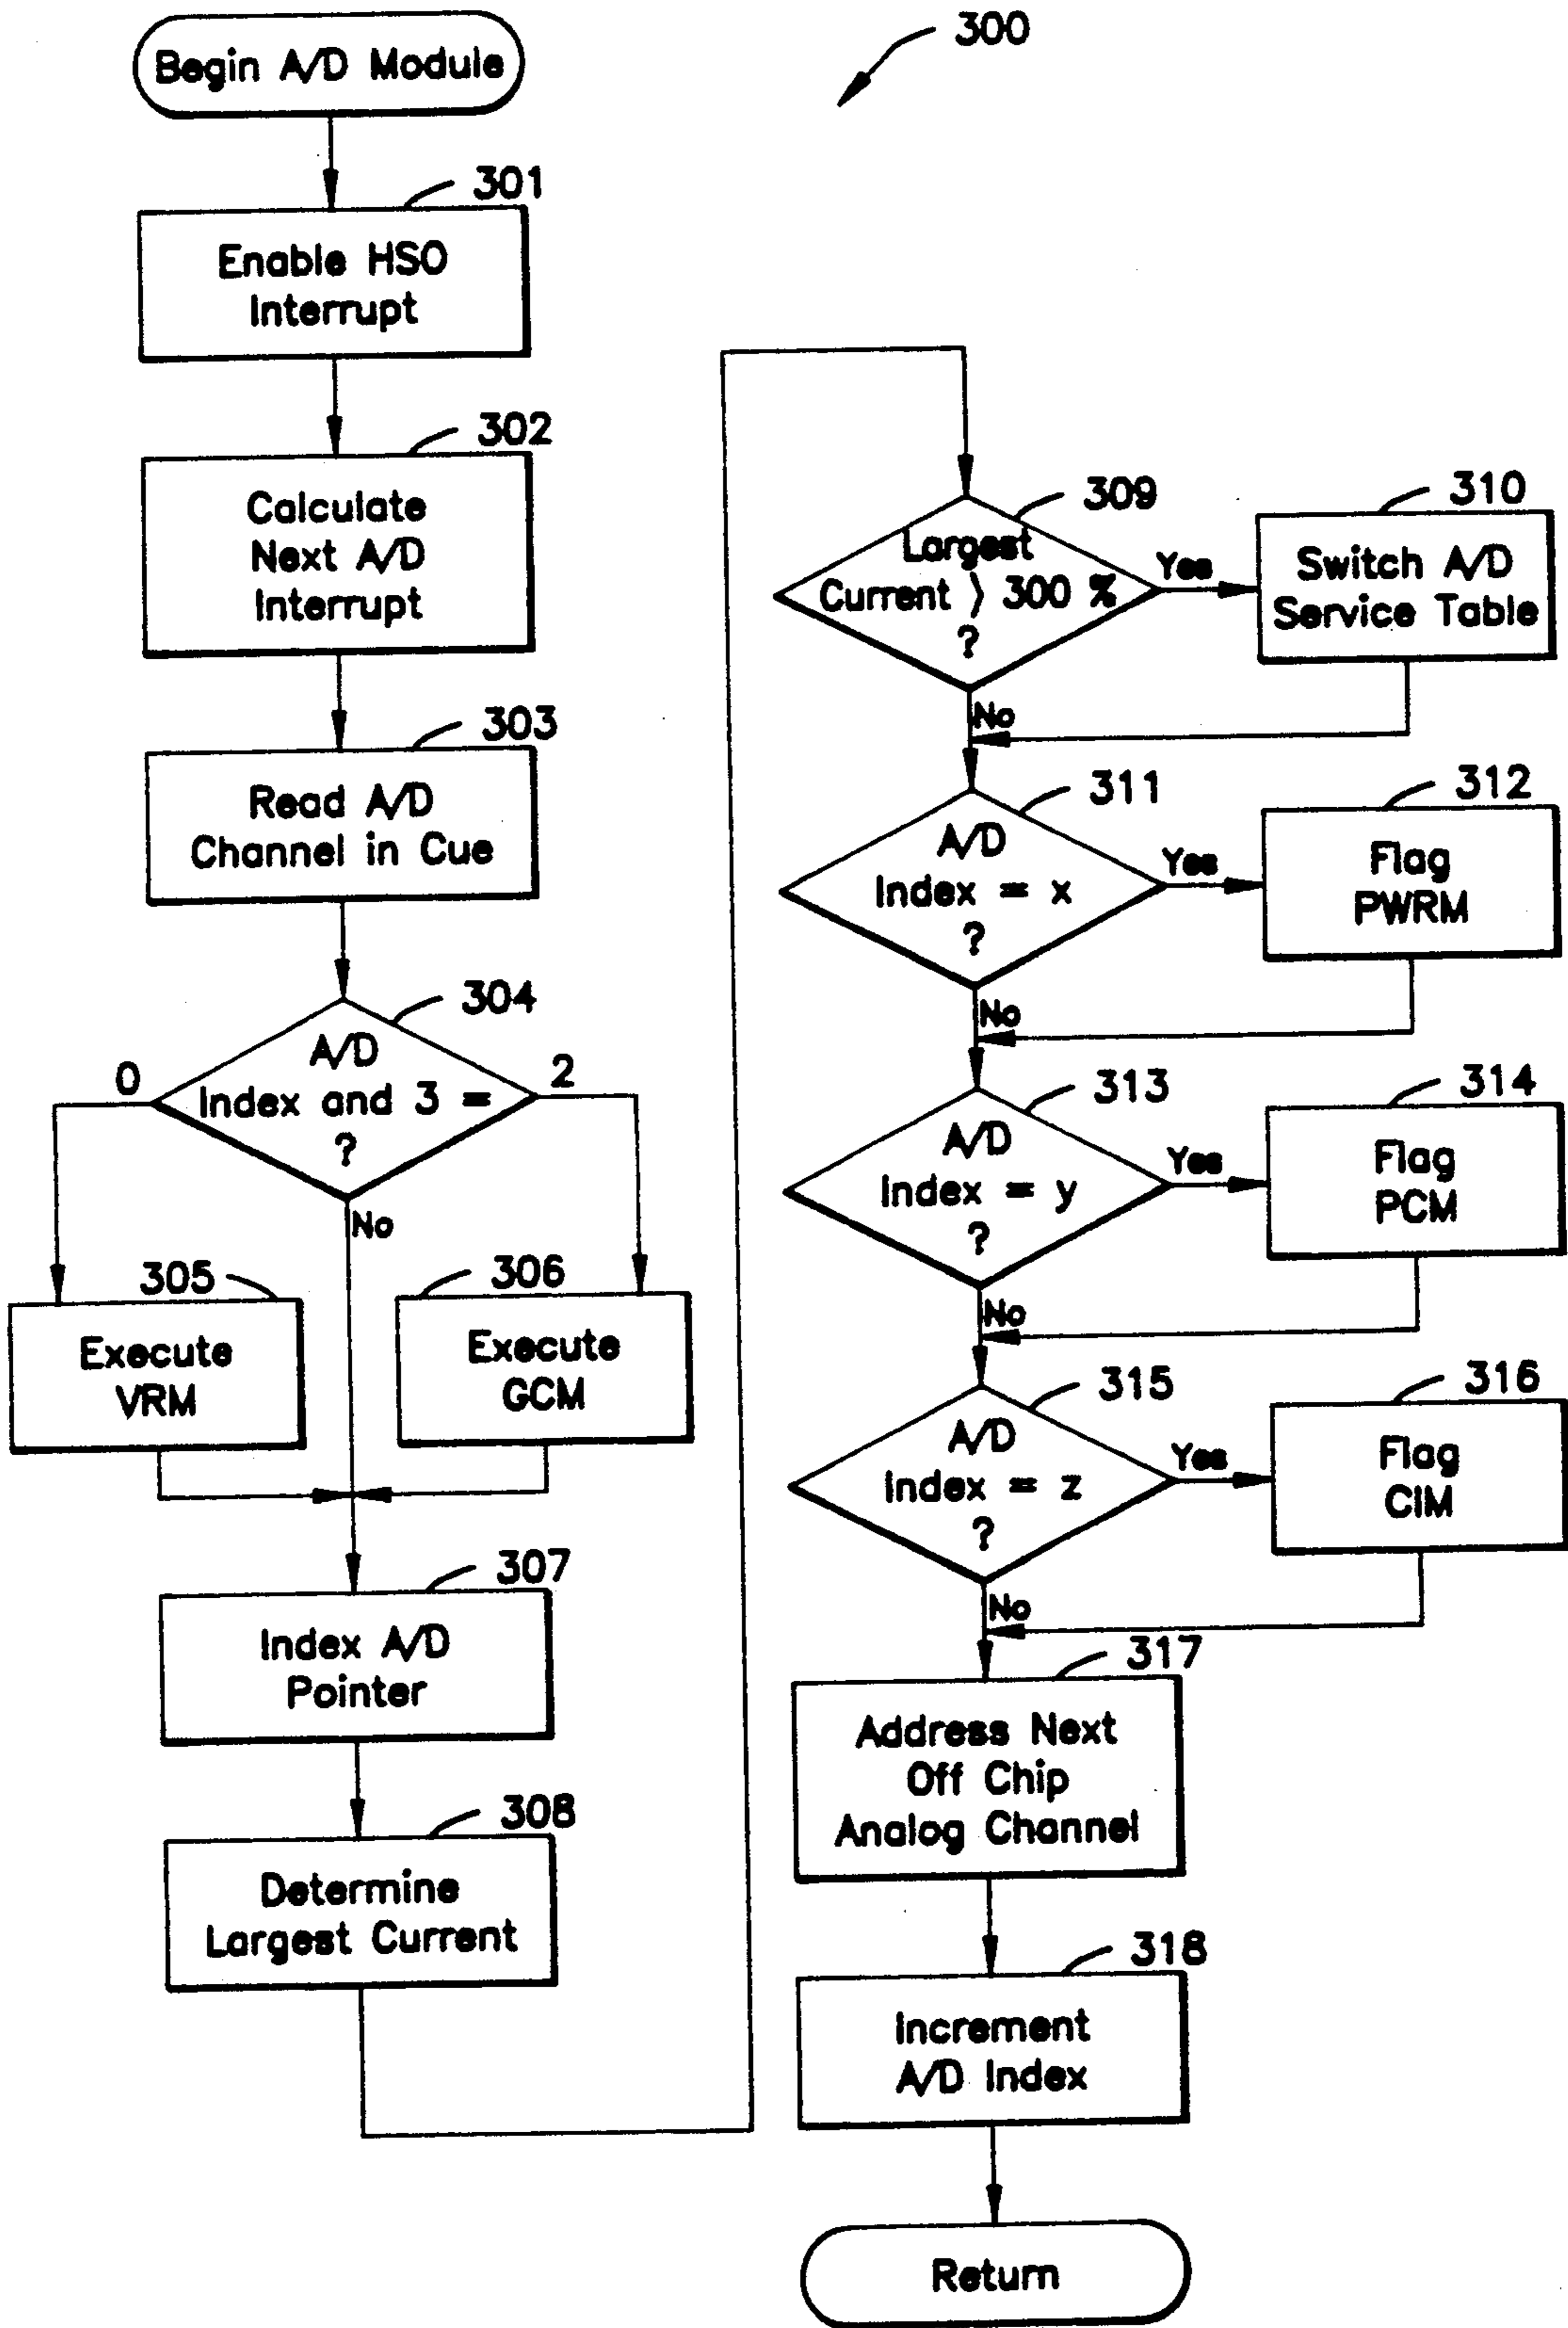 300
Begin A/D Module
301
Enable HSO
Interrupt
302
Calculate
Next A/D
Interrupt
303
Read A/D
Channel in Cue
304
A/D
Index and 3 =
?
0
2
No
305
Execute
VRM
306
Execute
GCM
307
Index A/D
Pointer
308
Determine
Largest Current
309
Largest
Current > 300 %
?
Yes
No
310
Switch A/D
Service Table
311
A/D
Index = x
?
Yes
No
312
Flag
PWRM
313
A/D
Index = y
?
Yes
No
314
Flag
PCM
315
A/D
Index = z
?
Yes
No
316
Flag
CIM
317
Address Next
Off Chip
Analog Channel
318
Increment
A/D Index
Return